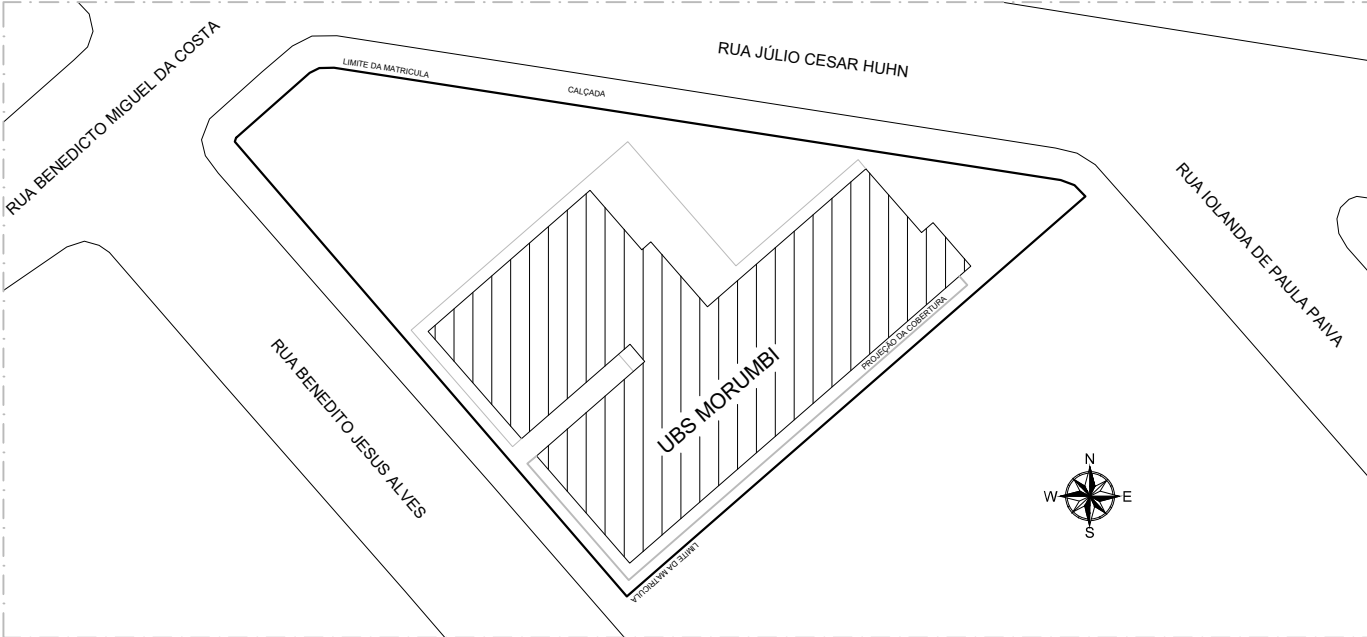 RUA JÚLIO CESAR HUHN
RUA BENEDICTO MIGUEL DA COSTA
LIMITE DA MATRICULA
CALÇADA
RUA IOLANDA DE PAULA PAIVA
RUA BENEDITO JESUS ALVES
PROJEÇÃO DA COBERTURA
UBS MORUMBI
N
W
E
S
LIMITE DA MATRICULA